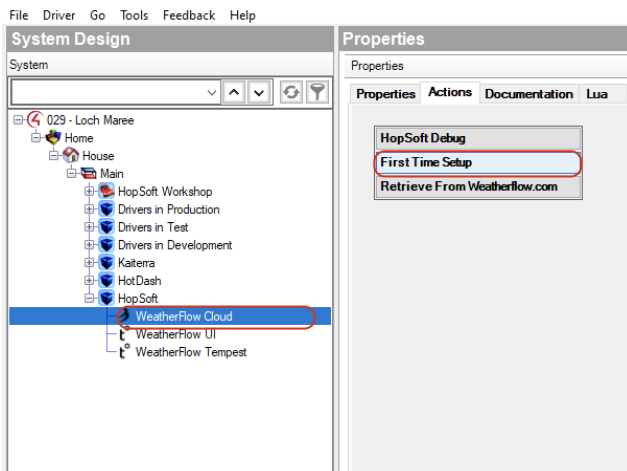 File Driver Go Tools Feedback Help
System Design
System
029 - Loch Maree
Home
House
Main
HopSoft Workshop
Drivers in Production
Drivers in Test
Drivers in Development
Kaiterra
HotDash
HopSoft
WeatherFlow Cloud
WeatherFlow UI
WeatherFlow Tempest
Properties
Properties
Properties Actions Documentation Lua
HopSoft Debug
First Time Setup
Retrieve From Weatherflow.com